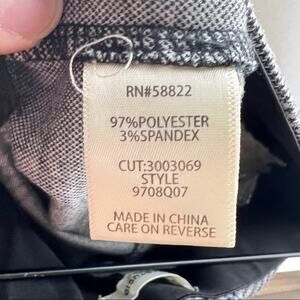 RN#58822
97%POLYESTER
3%SPANDEX
CUT:3003069
STYLE
9708Q07
MADE IN CHINA
CARE ON REVERSE